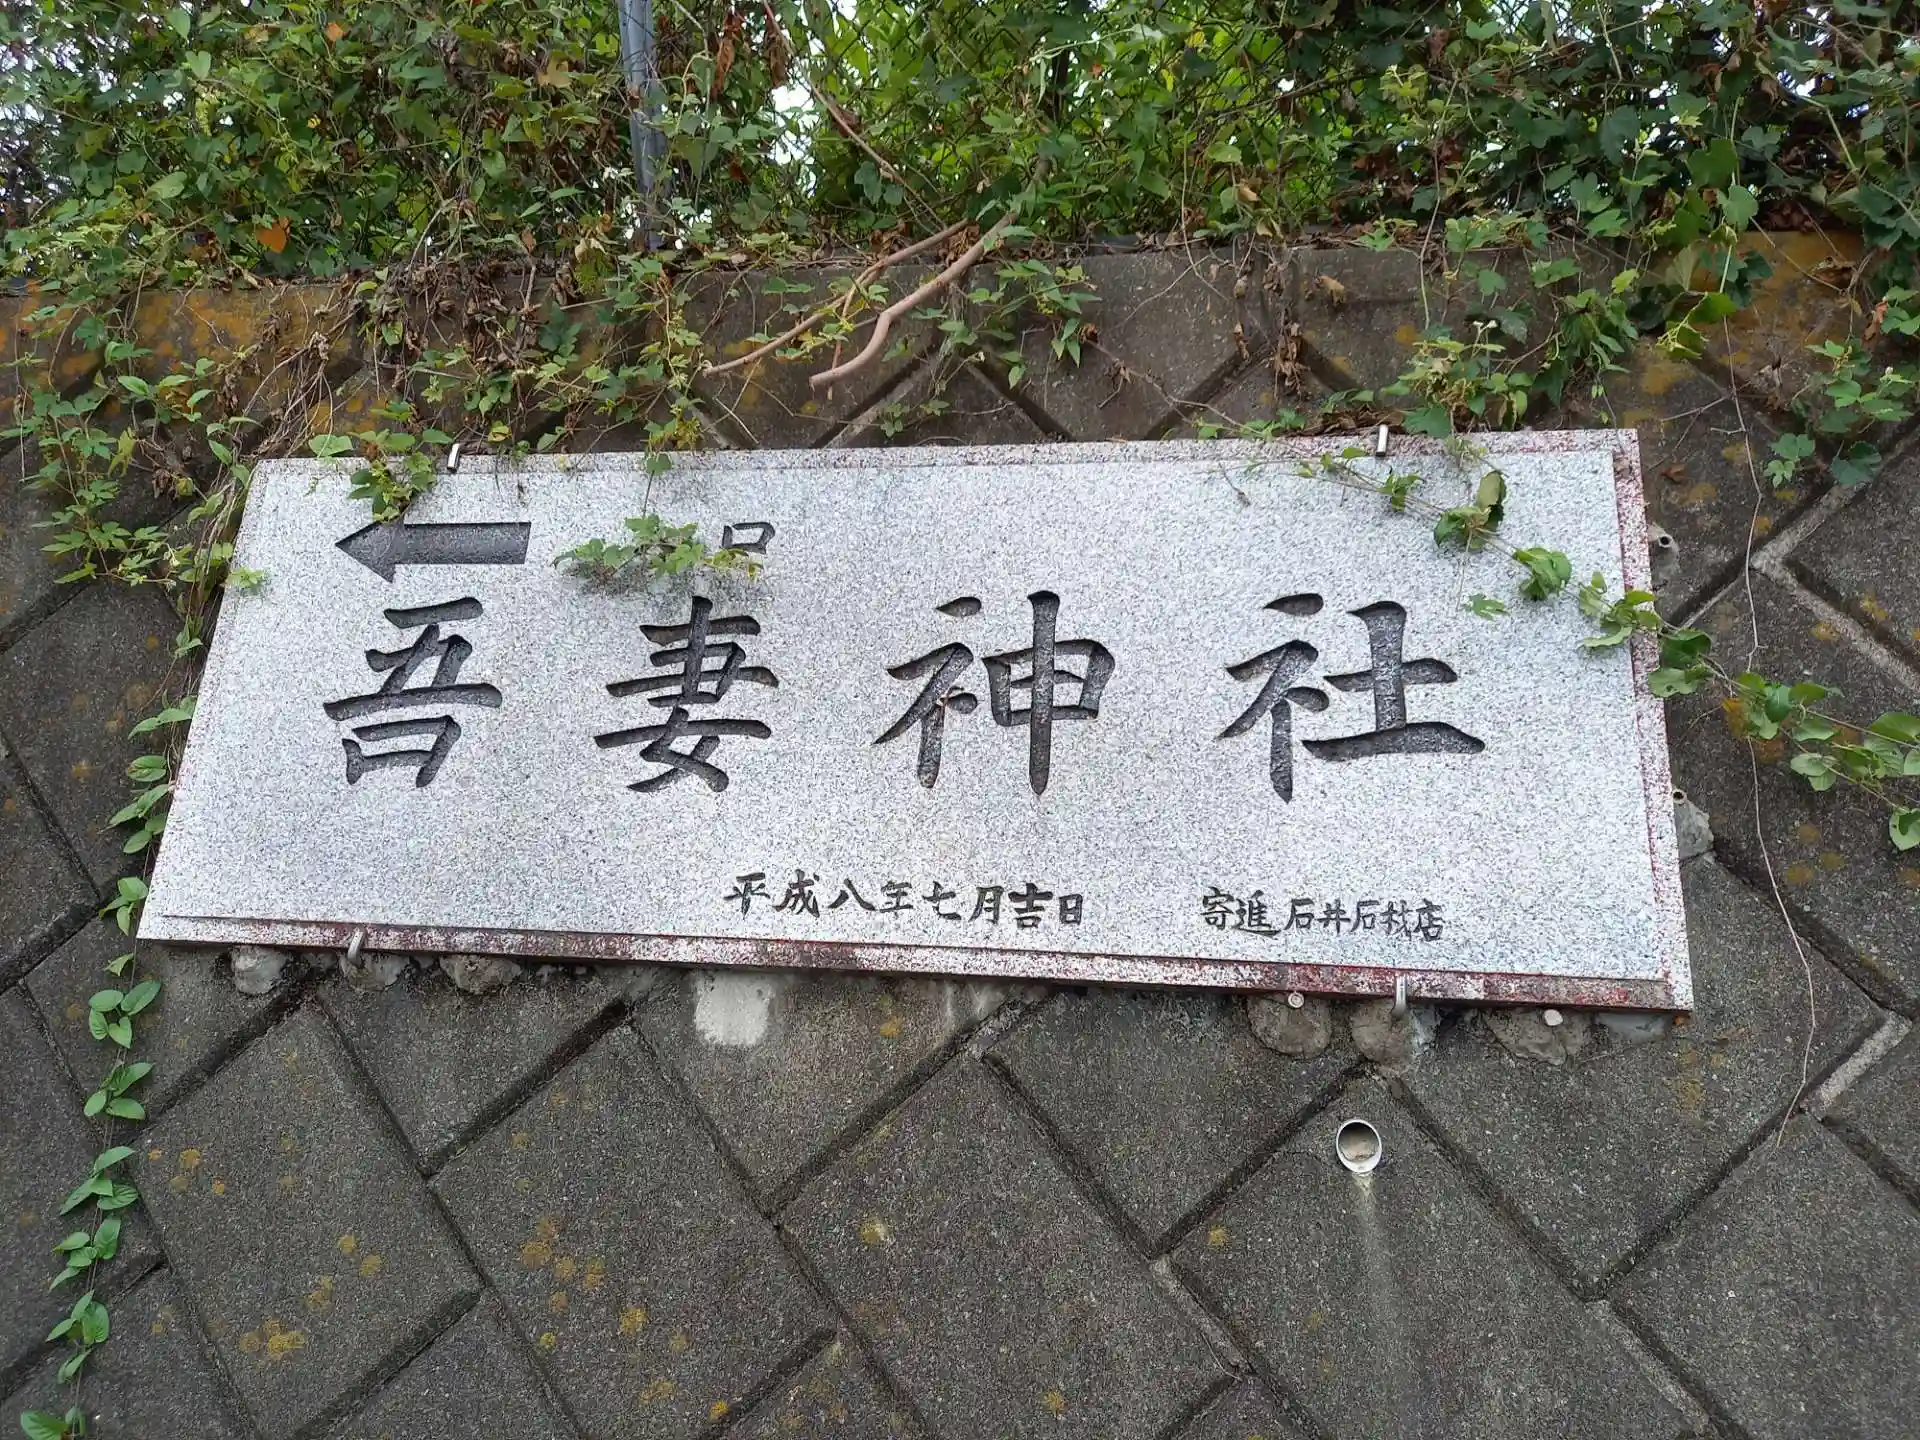 口
吾妻神社
平成八年七月吉日
寄進 石井石材店